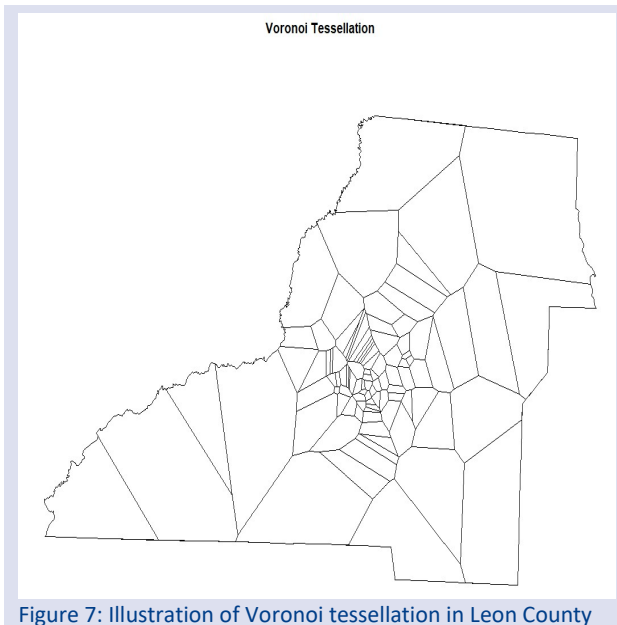 Voronoi Tessellation
Figure 7: Illustration of Voronoi tessellation in Leon County